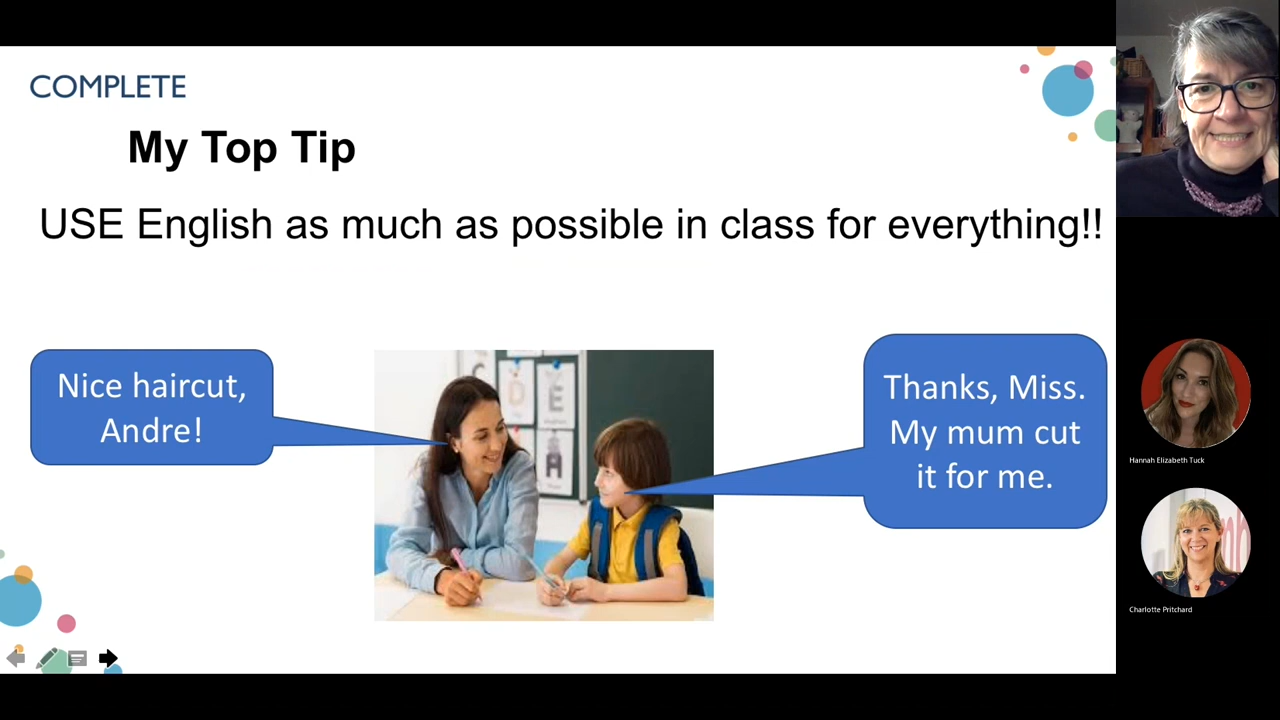 COMPLETE
My Top Tip
USE English as much as possible in class for everything!!
Nice haircut,
Andre!
Thanks, Miss.
My mum cut
it for me.
Hannah Elizabeth Tuck
Charlotte Pritchard